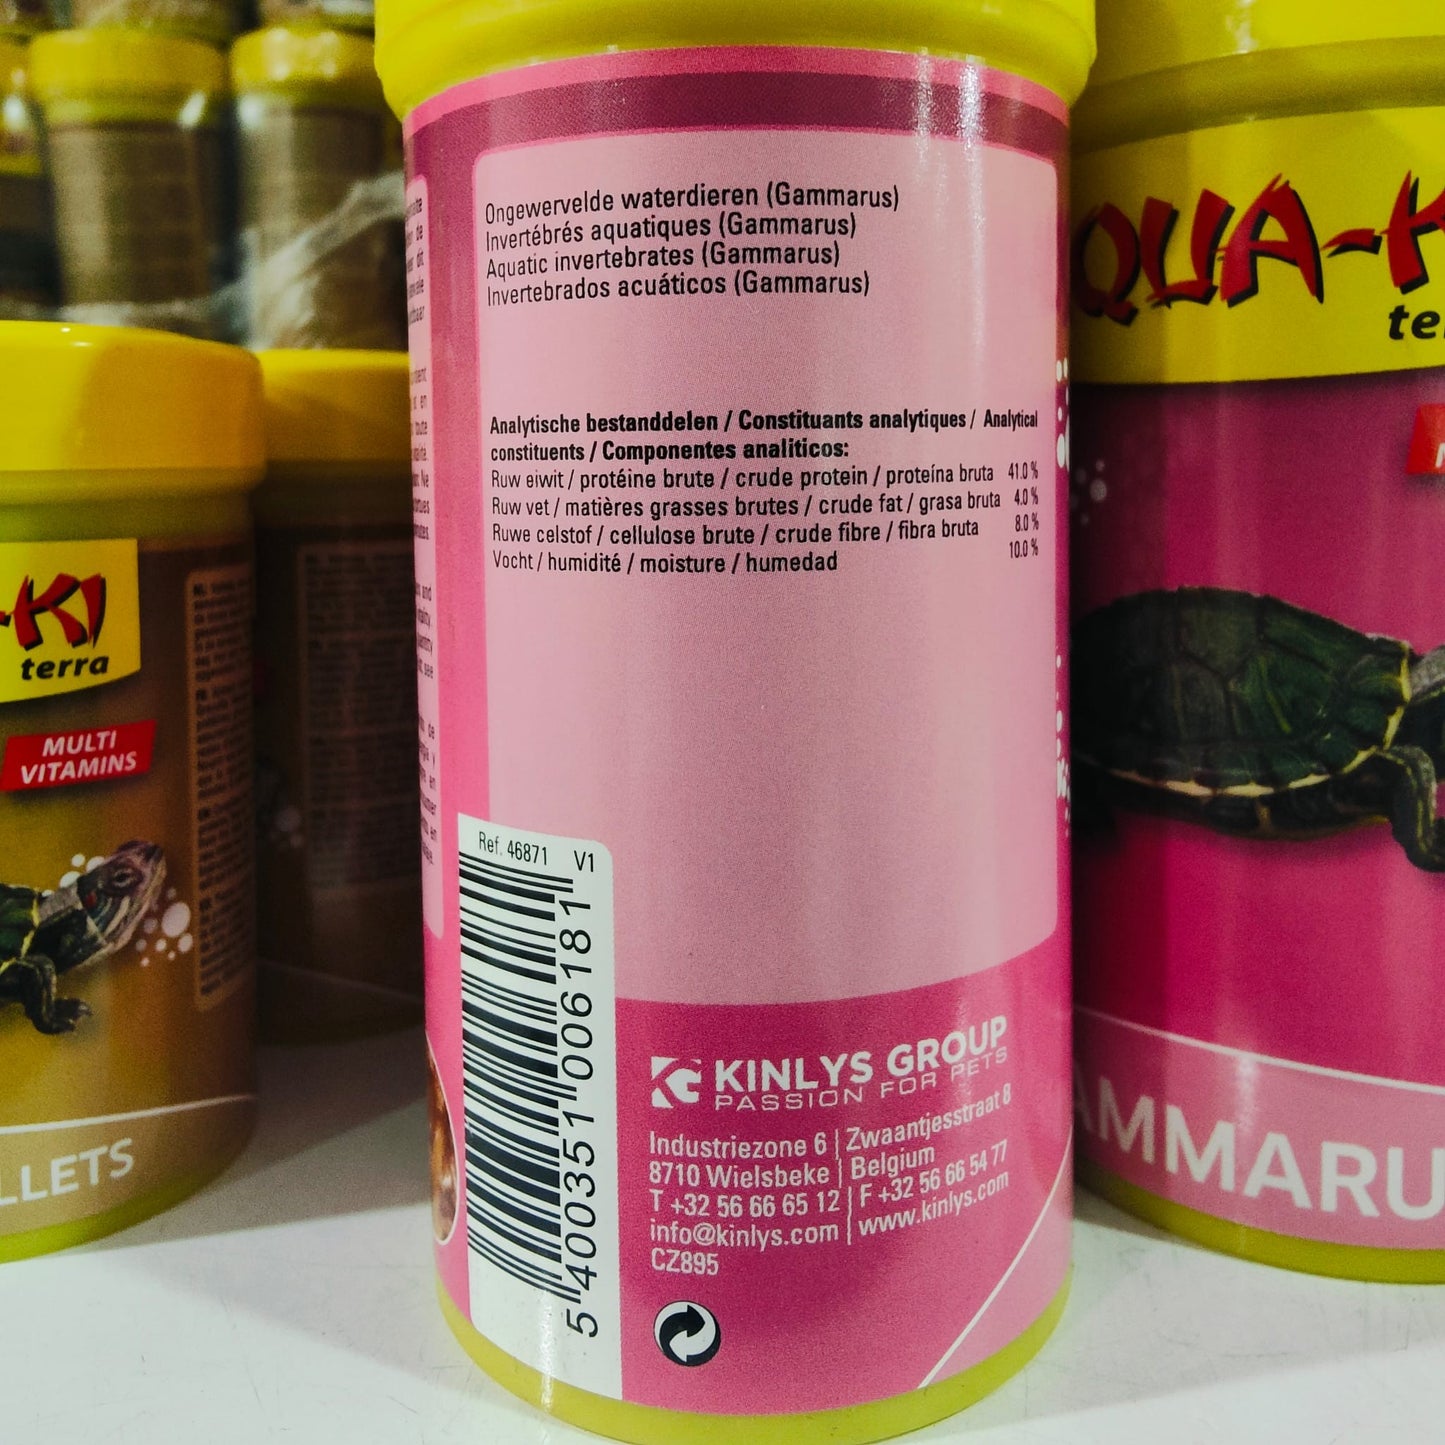 Ongewervelde waterdieren (Gammarus)
Invertébrés aquatiques (Gammarus)
Aquatic invertebrates (Gammarus)
Invertebrados acuáticos (Gammarus)
Analytische bestanddelen / Constituants analytiques / Analytical
constituents / Componentes analiticos:
Ruw eiwit / protéine brute / crude protein / proteína bruta 41.0 %
Ruw vet / matières grasses brutes / crude fat / grasa bruta 4.0 %
Ruwe celstof / cellulose brute / crude fibre / fibra bruta 8.0 %
Vocht / humidité / moisture / humedad 10.0 %
Ref. 46871 V1
5 400351 006181
KINLYS GROUP
PASSION FOR PETS
Industriezone 6 | Zwaantjesstraat 8
8710 Wielsbeke | Belgium
T +32 56 66 65 12 | F +32 56 66 54 77
info@kinlys.com | www.kinlys.com
CZ895
-KI
terra
MULTI
VITAMINS
LLETS
QUA-K
te
AMMARU